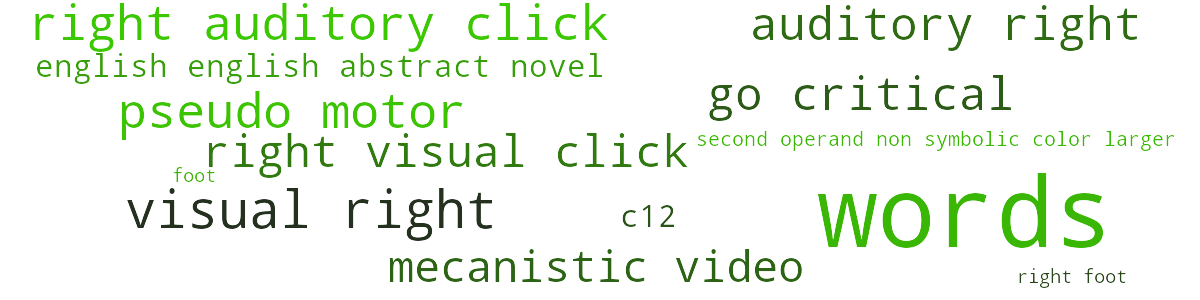 right auditory click
auditory right
english english abstract novel
go critical
pseudo motor
second operand non symbolic color larger
right visual click
foot
words
visual right
c12
mecanistic video
right foot